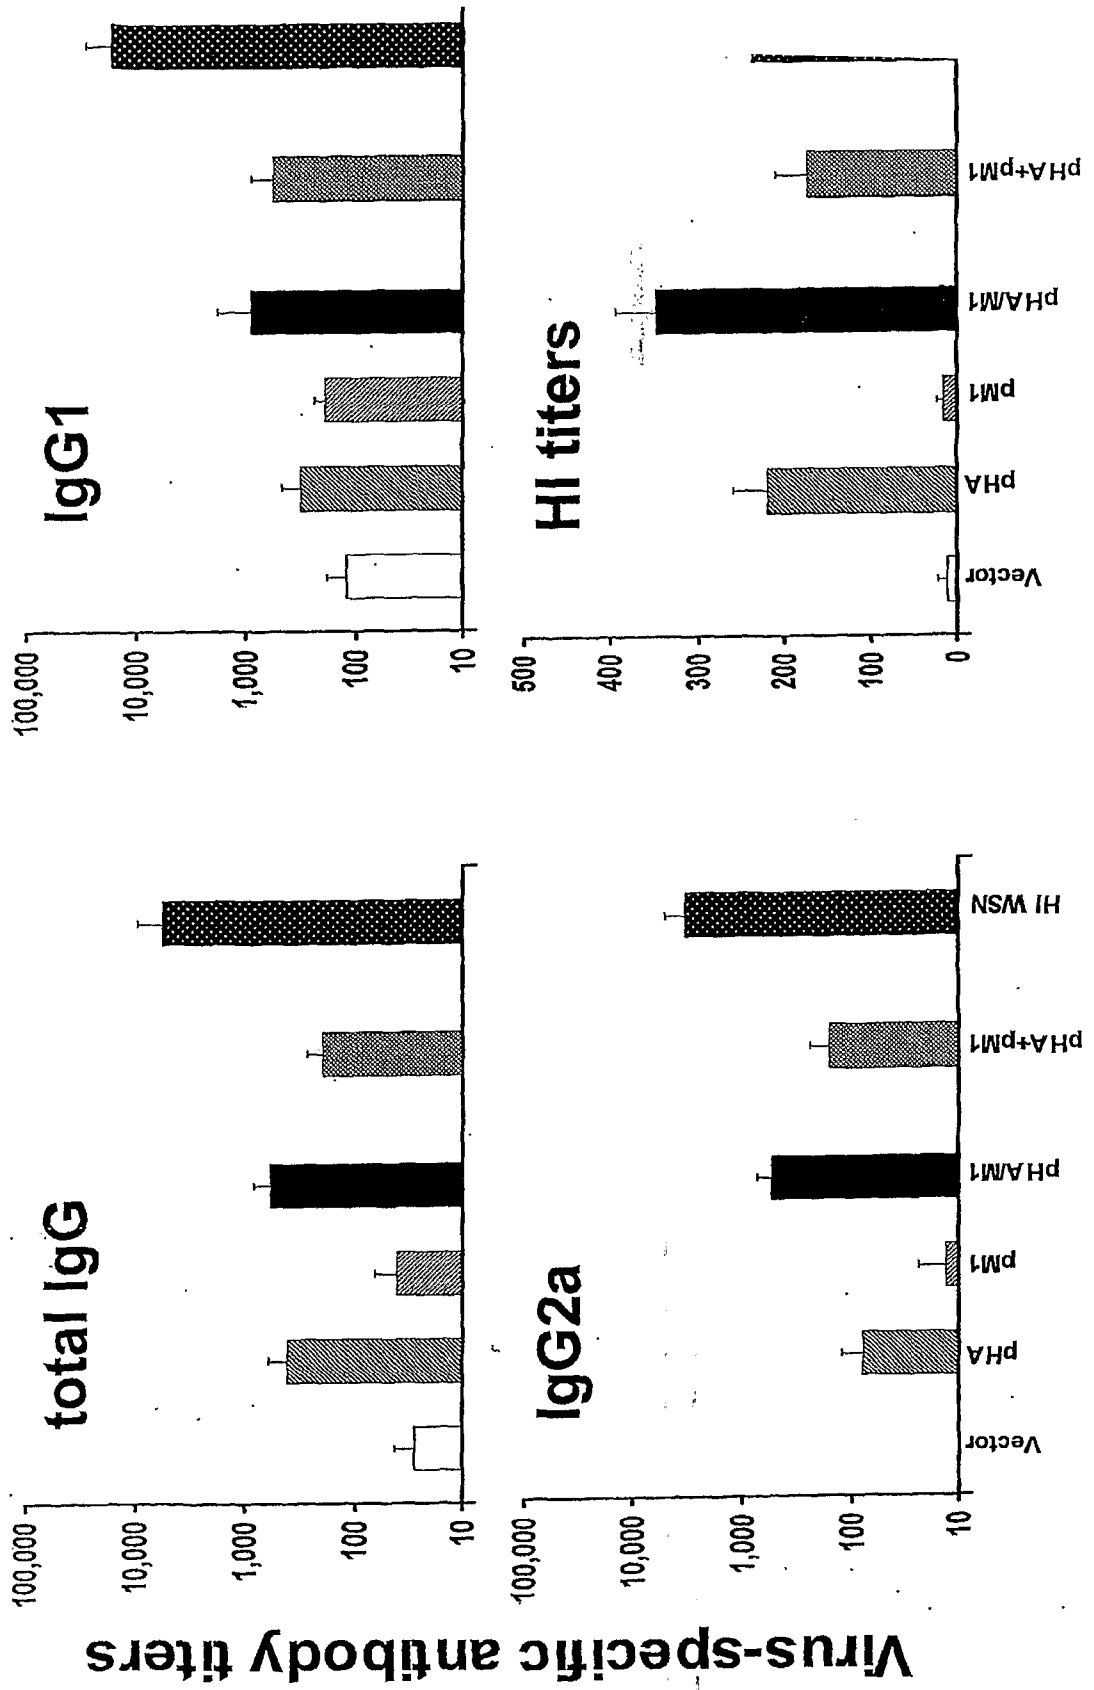 Virus-specific antibody titers
total IgG
100,000
10,000
1,000
100
10
IgG1
100,000
10,000
1,000
100
10
IgG2a
100,000
10,000
1,000
100
10
Vector
pHA
pM1
pHA/M1
pHA+pM1
HI WSN
HI titers
500
400
300
200
100
0
Vector
pHA
pM1
pHA/M1
pHA+pM1